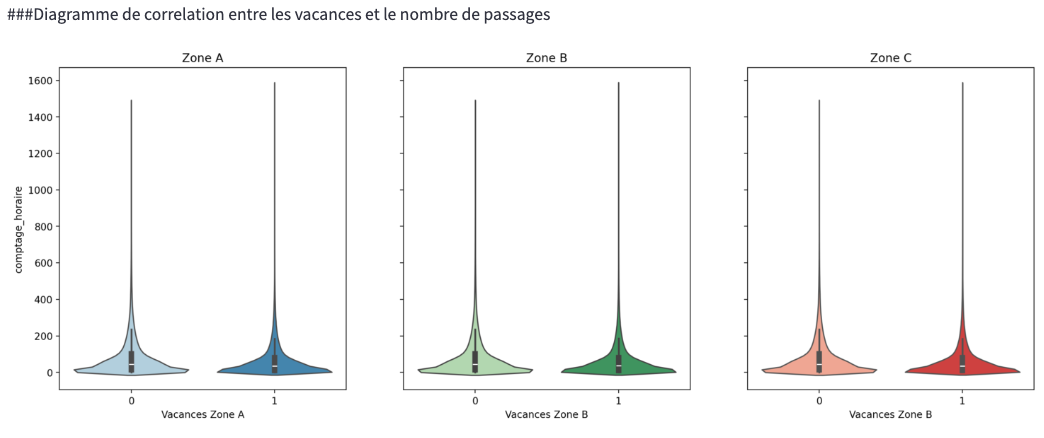 ###Diagramme de correlation entre les vacances et le nombre de passages
Zone A
Zone B
Zone C
comptage_horaire
1600
1400
1200
1000
800
600
400
200
0
0 1
Vacances Zone A
0 1
Vacances Zone B
0 1
Vacances Zone B